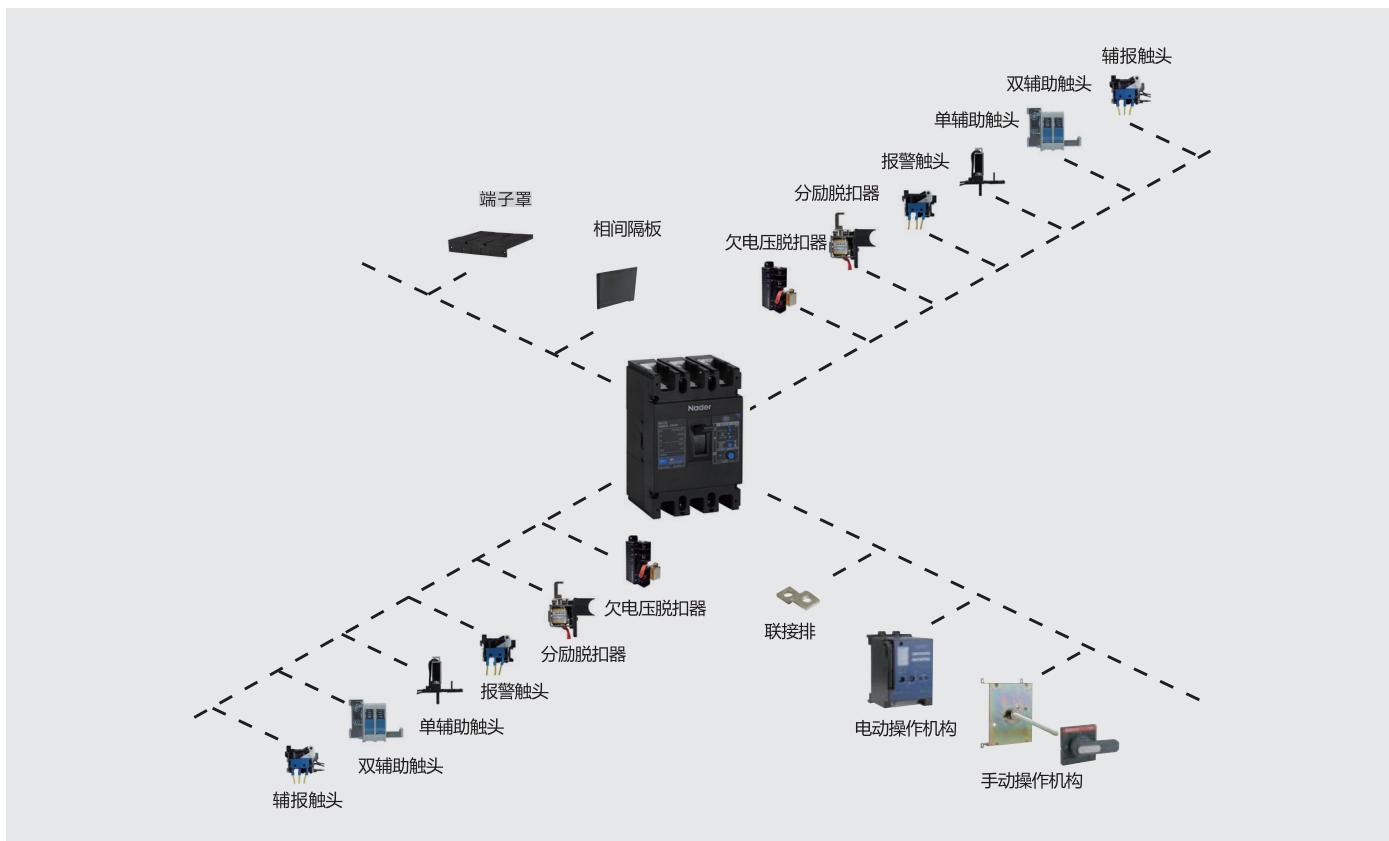 辅报触头
双辅助触头
单辅助触头
报警触头
分励脱扣器
欠电压脱扣器
端子罩
相间隔板
Nader
欠电压脱扣器
分励脱扣器
报警触头
单辅助触头
双辅助触头
辅报触头
联接排
电动操作机构
手动操作机构